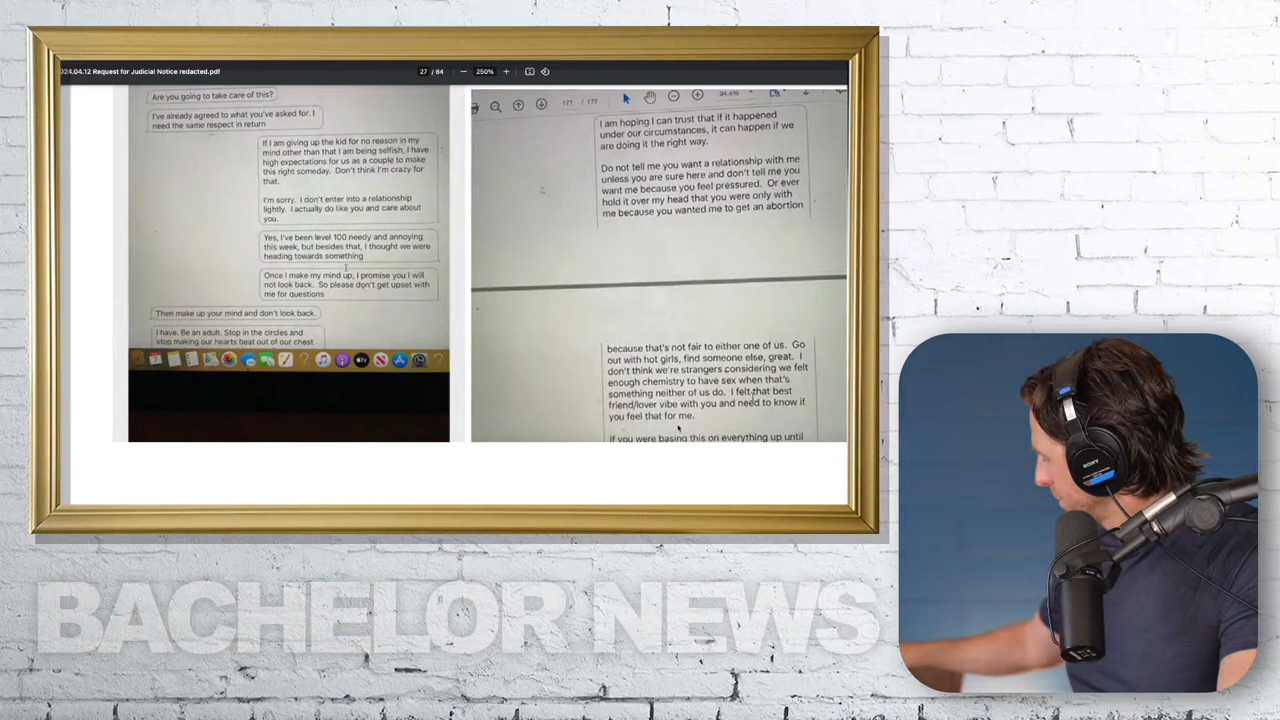 024.04.12 Request for Judicial Notice redacted.pdf
27 / 84
250%
Are you going to take care of this?
I've already agreed to what you've asked for. I
need the same respect in return
If I am giving up the kid for no reason in my
mind other than that I am being selfish, I have
high expectations for us as a couple to make
this right someday. Don't think I'm crazy for
that.
I'm sorry. I don't enter into a relationship
lightly. I actually do like you and care about
you.
Yes, I've been level 100 needy and annoying
this week, but besides that, I thought we were
heading towards something
Once I make my mind up, I promise you I will
not look back. So please don't get upset with
me for questions
Then make up your mind and don't look back.
I have. Be an adult. Stop in the circles and
stop making our hearts beat out of our chest
/ 177
I am hoping I can trust that if it happened
under our circumstances, it can happen if we
are doing it the right way.
Do not tell me you want a relationship with me
unless you are sure here and don't tell me you
want me because you feel pressured. Or ever
hold it over my head that you were only with
me because you wanted me to get an abortion
because that's not fair to either one of us. Go
out with hot girls, find someone else, great. I
don't think we're strangers considering we felt
enough chemistry to have sex when that's
something neither of us do. I felt that best
friend/lover vibe with you and need to know if
you feel that for me.
If you were basing this on everything up until
BACHELOR NEWS
SONY